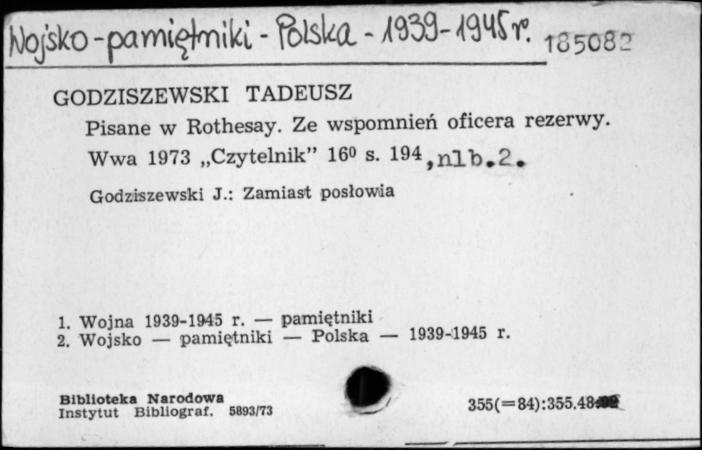 Wojsko - pamiętniki - Polska - 1939-1945 r. 185082
GODZISZEWSKI TADEUSZ
Pisane w Rothesay. Ze wspomnień oficera rezerwy.
Wwa 1973 „Czytelnik” 16⁰ s. 194, nlb. 2.
Godziszewski J.: Zamiast posłowia
1. Wojna 1939-1945 r. — pamiętniki
2. Wojsko — pamiętniki — Polska — 1939-1945 r.
Biblioteka Narodowa
Instytut Bibliograf. 5893/73
355(=84):355.48